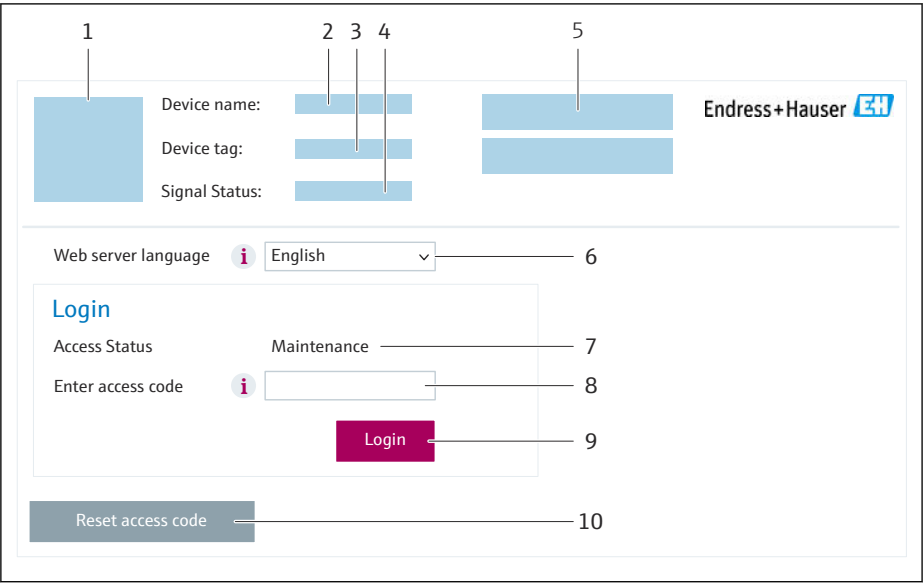 1 2 3 4 5
Device name:
Endress+Hauser EH
Device tag:
Signal Status:
Web server language i English 6
Login
Access Status Maintenance 7
Enter access code i 8
Login 9
Reset access code 10